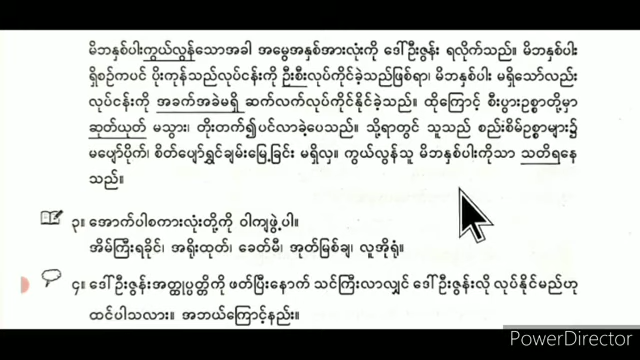 မိဘနှစ်ပါးကွယ်လွန်သောအခါ အမွေအနှစ်အားလုံးကို ဒေါ်ဦးဇွန်း ရလိုက်သည်။ မိဘနှစ်ပါး
ရှိစဉ်ကပင် ပိုးကုန်သည်လုပ်ငန်းကို ဦးစီးလုပ်ကိုင်ခဲ့သည်ဖြစ်ရာ၊ မိဘနှစ်ပါး မရှိသော်လည်း
လုပ်ငန်းကို အခက်အခဲမရှိ ဆက်လက်လုပ်ကိုင်နိုင်ခဲ့သည်။ ထို့ကြောင့် စီးပွားဥစ္စာတို့မှာ
ဆုတ်ယုတ် မသွား၊ တိုးတက်၍ပင်လာခဲ့ပေသည်။ သို့ရာတွင် သူသည် စည်းစိမ်ဥစ္စာများ၌
မပျော်ပိုက်၊ စိတ်ပျော်ရွှင်ချမ်းမြေ့ခြင်း မရှိလှ။ ကွယ်လွန်သူ မိဘနှစ်ပါးကိုသာ သတိရနေ
သည်။
၃။ အောက်ပါစကားလုံးတို့ကို ဝါကျဖွဲ့ပါ။
အိမ်ကြီးရခိုင်၊ အရိုးထုတ်၊ ခေတ်မီ၊ အုတ်မြစ်ချ၊ လူအိုရုံ။
၄။ ဒေါ်ဦးဇွန်းအတ္ထုပ္ပတ္တိကို ဖတ်ပြီးနောက် သင်ကြီးလာလျှင် ဒေါ်ဦးဇွန်းလို လုပ်နိုင်မည်ဟု
ထင်ပါသလား။ အဘယ်ကြောင့်နည်း။
PowerDirector